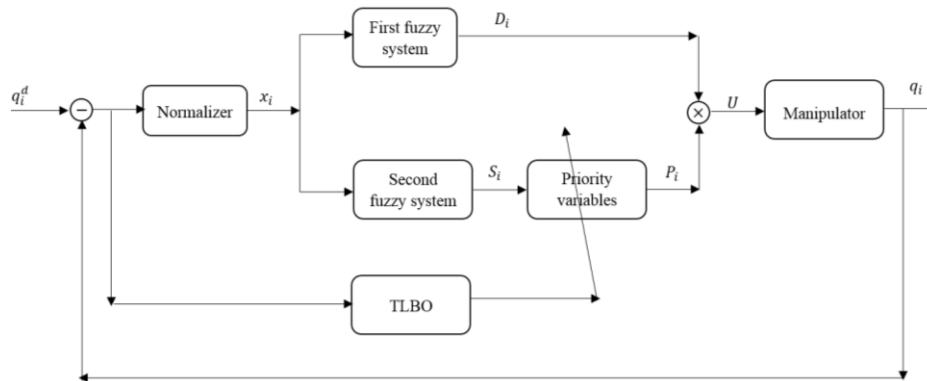 First fuzzy
system
D_i
q_i^d
−
Normalizer
x_i
×
U
Manipulator
q_i
Second
fuzzy system
S_i
Priority
variables
P_i
TLBO